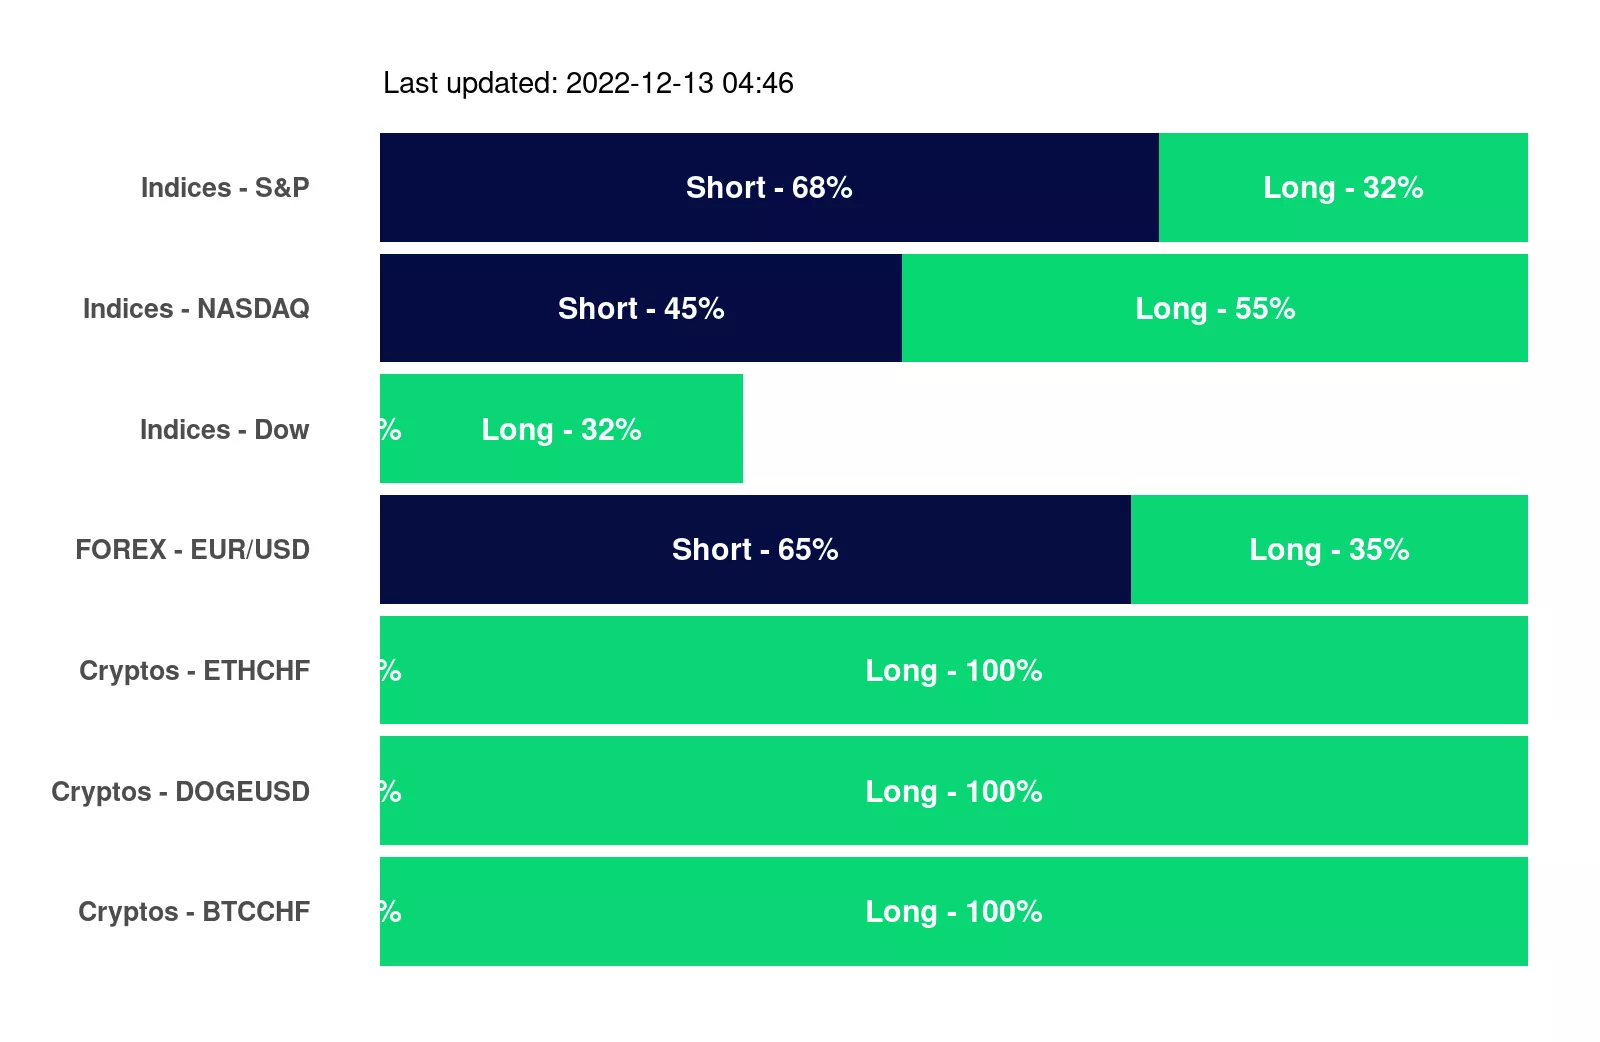 Last updated: 2022-12-13 04:46
Indices - S&P Short - 68% Long - 32%
Indices - NASDAQ Short - 45% Long - 55%
Indices - Dow % Long - 32%
FOREX - EUR/USD Short - 65% Long - 35%
Cryptos - ETHCHF % Long - 100%
Cryptos - DOGEUSD % Long - 100%
Cryptos - BTCCHF % Long - 100%